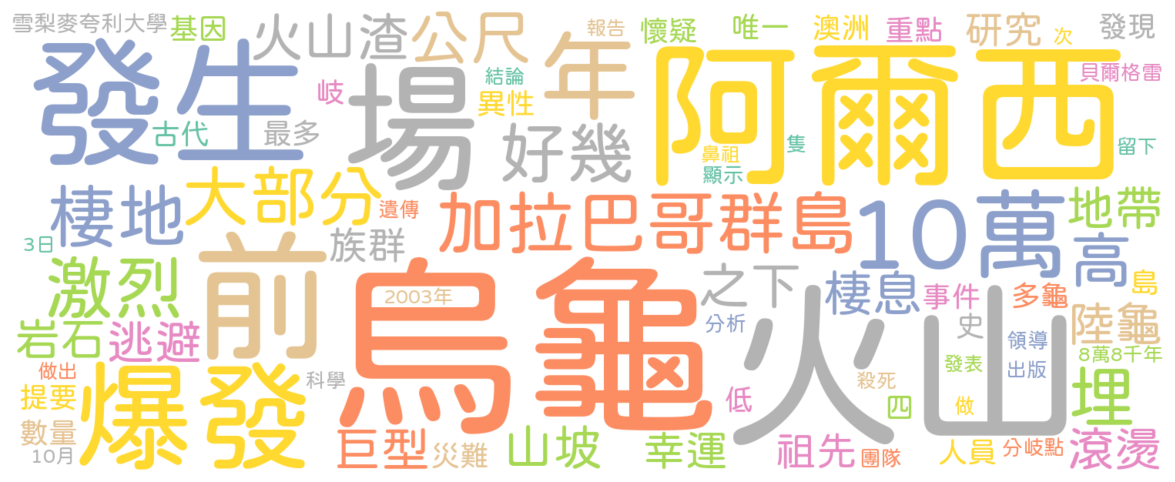 雪梨麥夸利大學
基因
火山渣
公尺
年
報告
懷疑
唯一
澳洲
重點
研究
次
發現
發生
岐
場
結論
異性
阿爾西
貝爾格雷
古代
最多
好幾
鼻祖
顯示
隻
留下
棲地
大部分
遺傳
加拉巴哥群島
10萬
地帶
3日
前
族群
高
激烈
2003年
烏龜
之下
棲息
事件
多龜
島
岩石
逃避
分析
火山
史
領導
陸龜
做出
爆發
科學
殺死
發表
出版
8萬8千年
提要
低
四
做
埋
數量
10月
巨型
災難
山坡
幸運
祖先
團隊
人員
分岐點
滾燙